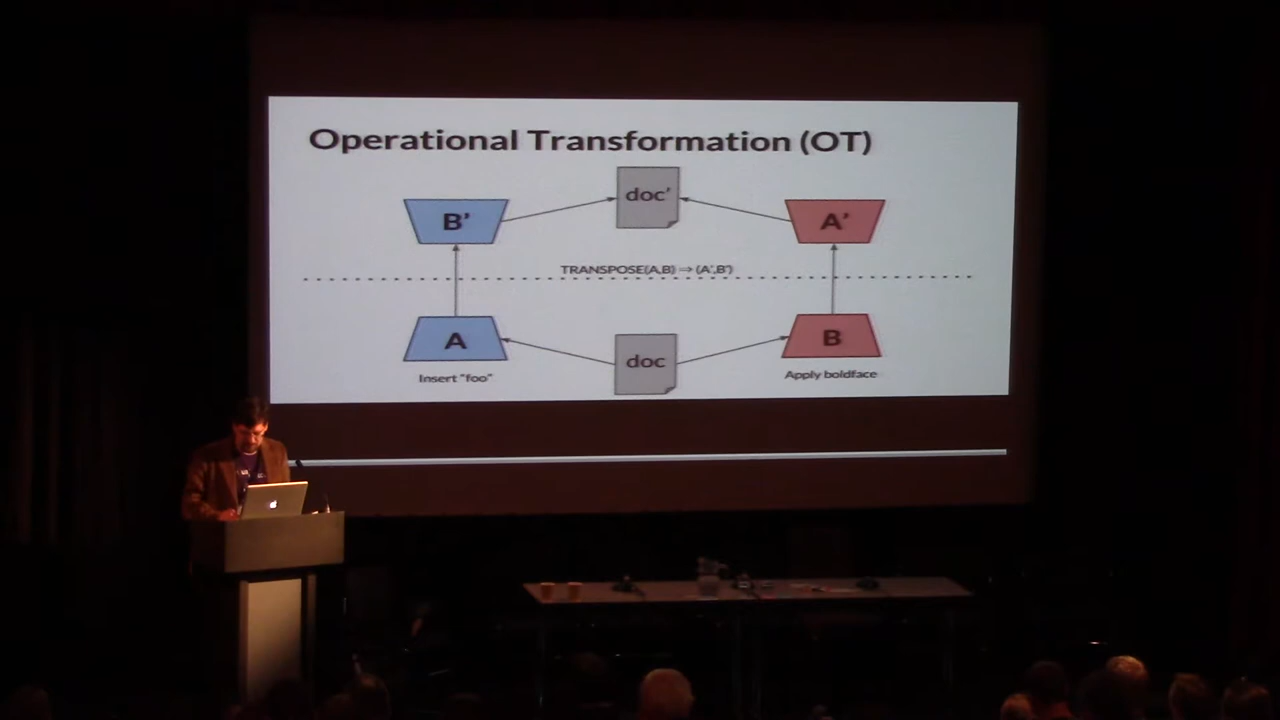 Operational Transformation (OT)
doc'
B'
A'
TRANSPOSE(A,B) ⇒ (A',B')
A
doc
B
Insert "foo"
Apply boldface